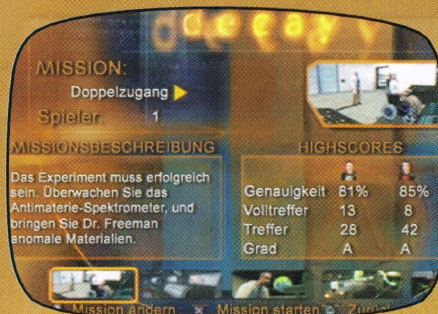 decay
MISSION:
Doppelzugang
Spieler: 1
MISSIONSBESCHREIBUNG
Das Experiment muss erfolgreich
sein. Überwachen Sie das
Antimaterie-Spektrometer, und
bringen Sie Dr. Freeman
anomale Materialien.
HIGHSCORES
Genauigkeit 81% 85%
Volltreffer 13 8
Treffer 28 42
Grad A A
Mission ändern × Mission starten Zurück